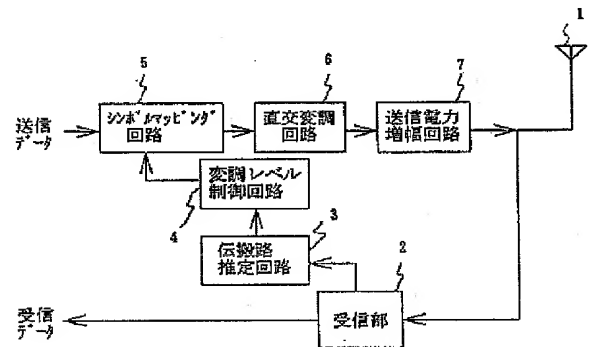 1
5
6
7
送信
データ
シンボルマッピング
回路
直交変調
回路
送信電力
増幅回路
変調レベル
制御回路
4
3
伝搬路
推定回路
2
受信
データ
受信部